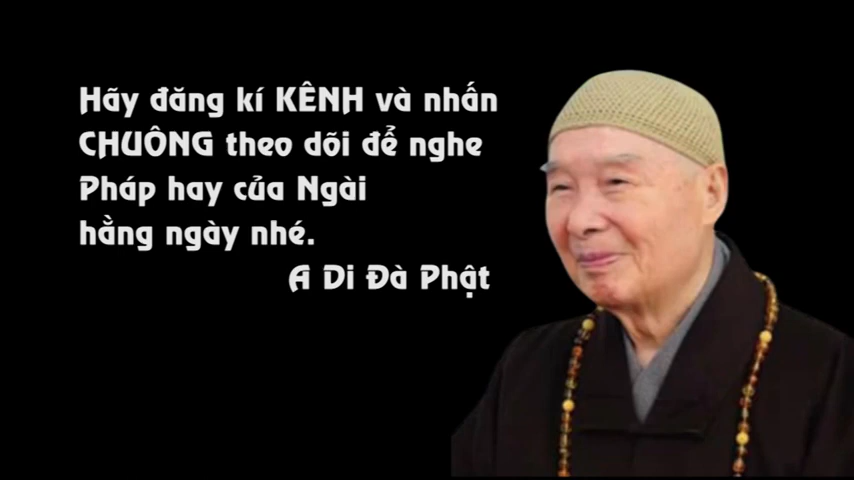 Hãy đăng kí KÊNH và nhấn
CHUÔNG theo dõi để nghe
Pháp hay của Ngài
hằng ngày nhé.
A Di Đà Phật